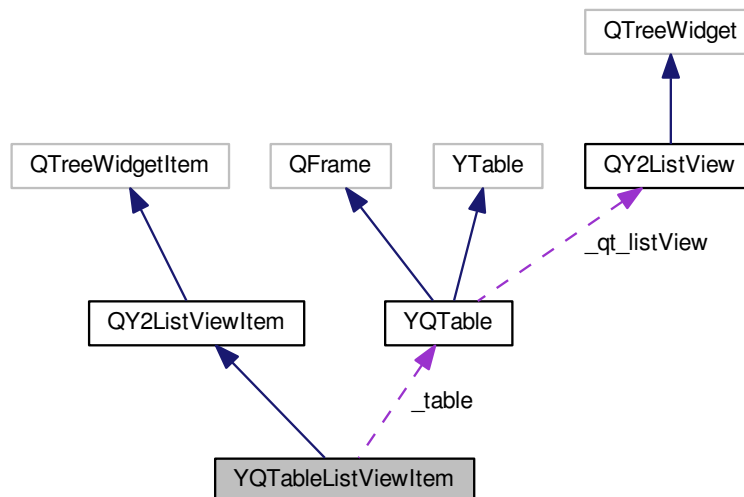 QTreeWidget
QTreeWidgetItem
QFrame
YTable
QY2ListView
_qt_listView
QY2ListViewItem
YQTable
_table
YQTableListViewItem